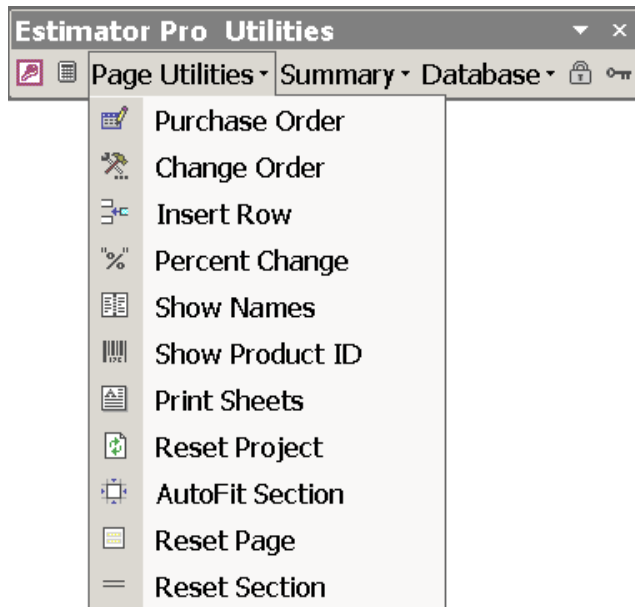 Estimator Pro Utilities
Page Utilities Summary Database
Purchase Order
Change Order
Insert Row
"%" Percent Change
Show Names
Show Product ID
Print Sheets
Reset Project
AutoFit Section
Reset Page
Reset Section